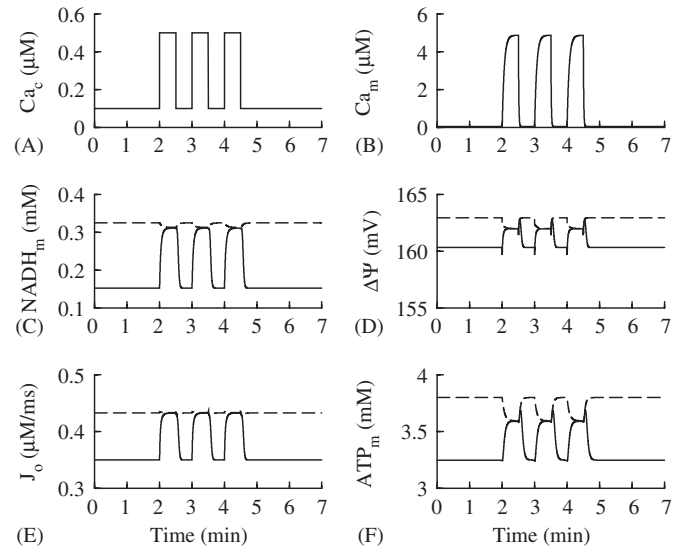 0.6
0.4
0.2
0
Ca_c (μM)
(A)
0 1 2 3 4 5 6 7
6
4
2
0
Ca_m (μM)
(B)
0 1 2 3 4 5 6 7
0.4
0.3
0.2
0.1
NADH_m (mM)
(C)
0 1 2 3 4 5 6 7
165
160
155
ΔΨ (mV)
(D)
0 1 2 3 4 5 6 7
0.5
0.4
0.3
J_o (μM/ms)
(E)
0 1 2 3 4 5 6 7
Time (min)
4
3.5
3
ATP_m (mM)
(F)
0 1 2 3 4 5 6 7
Time (min)